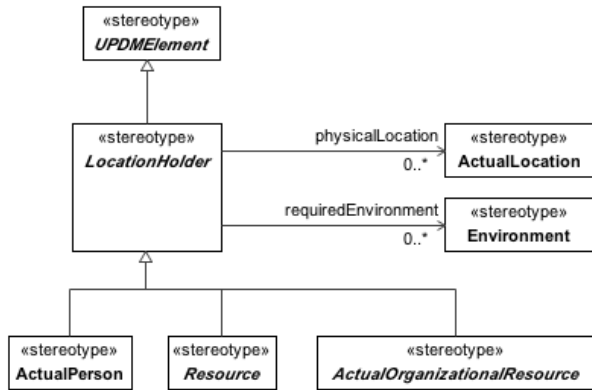 «stereotype»
UPDMElement
«stereotype»
LocationHolder
physicalLocation
0..*
«stereotype»
ActualLocation
requiredEnvironment
0..*
«stereotype»
Environment
«stereotype»
ActualPerson
«stereotype»
Resource
«stereotype»
ActualOrganizationalResource